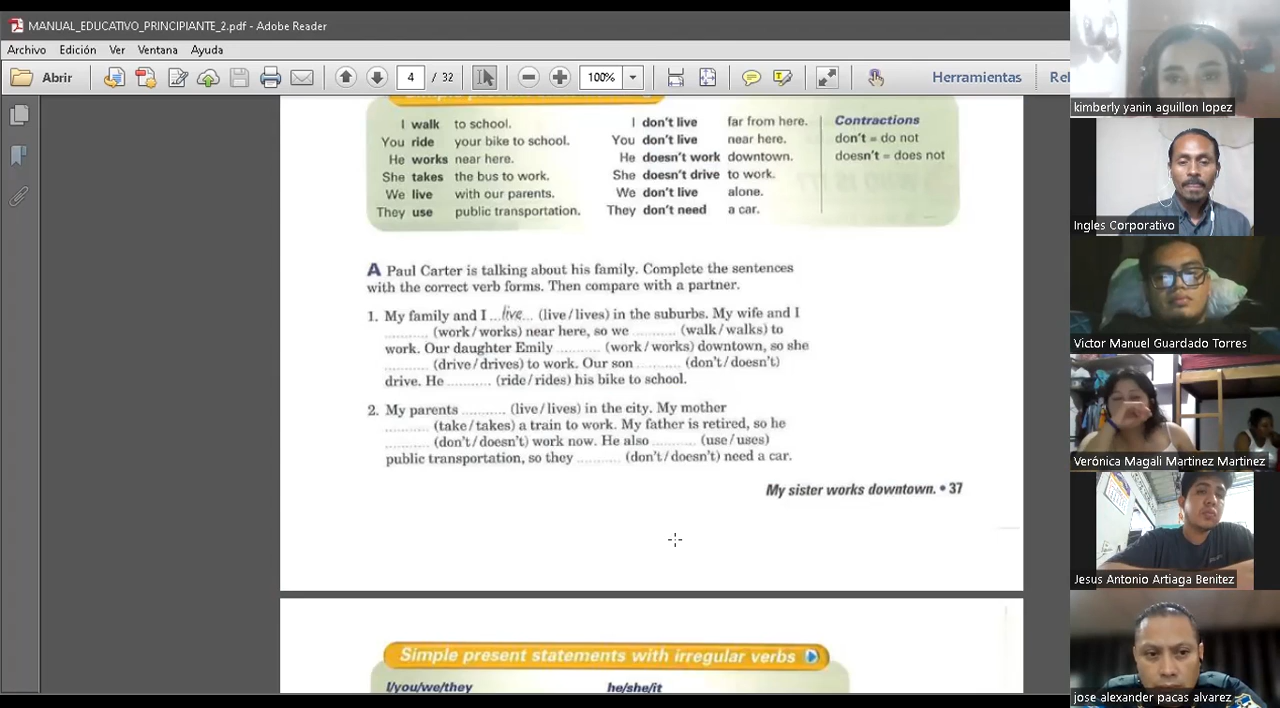 MANUAL_EDUCATIVO_PRINCIPIANTE_2.pdf - Adobe Reader
Archivo Edición Ver Ventana Ayuda
Abrir 4 / 32 100% Herramientas
I walk to school. I don't live far from here. Contractions
You ride your bike to school. You don't live near here. don't = do not
He works near here. He doesn't work downtown. doesn't = does not
She takes the bus to work. She doesn't drive to work.
We live with our parents. We don't live alone.
They use public transportation. They don't need a car.
A Paul Carter is talking about his family. Complete the sentences
with the correct verb forms. Then compare with a partner.
1. My family and I ...live... (live / lives) in the suburbs. My wife and I
.......... (work / works) near here, so we .......... (walk / walks) to
work. Our daughter Emily .......... (work / works) downtown, so she
.......... (drive / drives) to work. Our son .......... (don't / doesn't)
drive. He .......... (ride / rides) his bike to school.
2. My parents .......... (live / lives) in the city. My mother
.......... (take / takes) a train to work. My father is retired, so he
.......... (don't / doesn't) work now. He also .......... (use / uses)
public transportation, so they .......... (don't / doesn't) need a car.
My sister works downtown. • 37
Simple present statements with irregular verbs
I/you/we/they he/she/it
kimberly yanin aguillon lopez
Ingles Corporativo
Victor Manuel Guardado Torres
Verónica Magali Martinez Martinez
Jesus Antonio Artiaga Benitez
jose alexander pacas alvarez